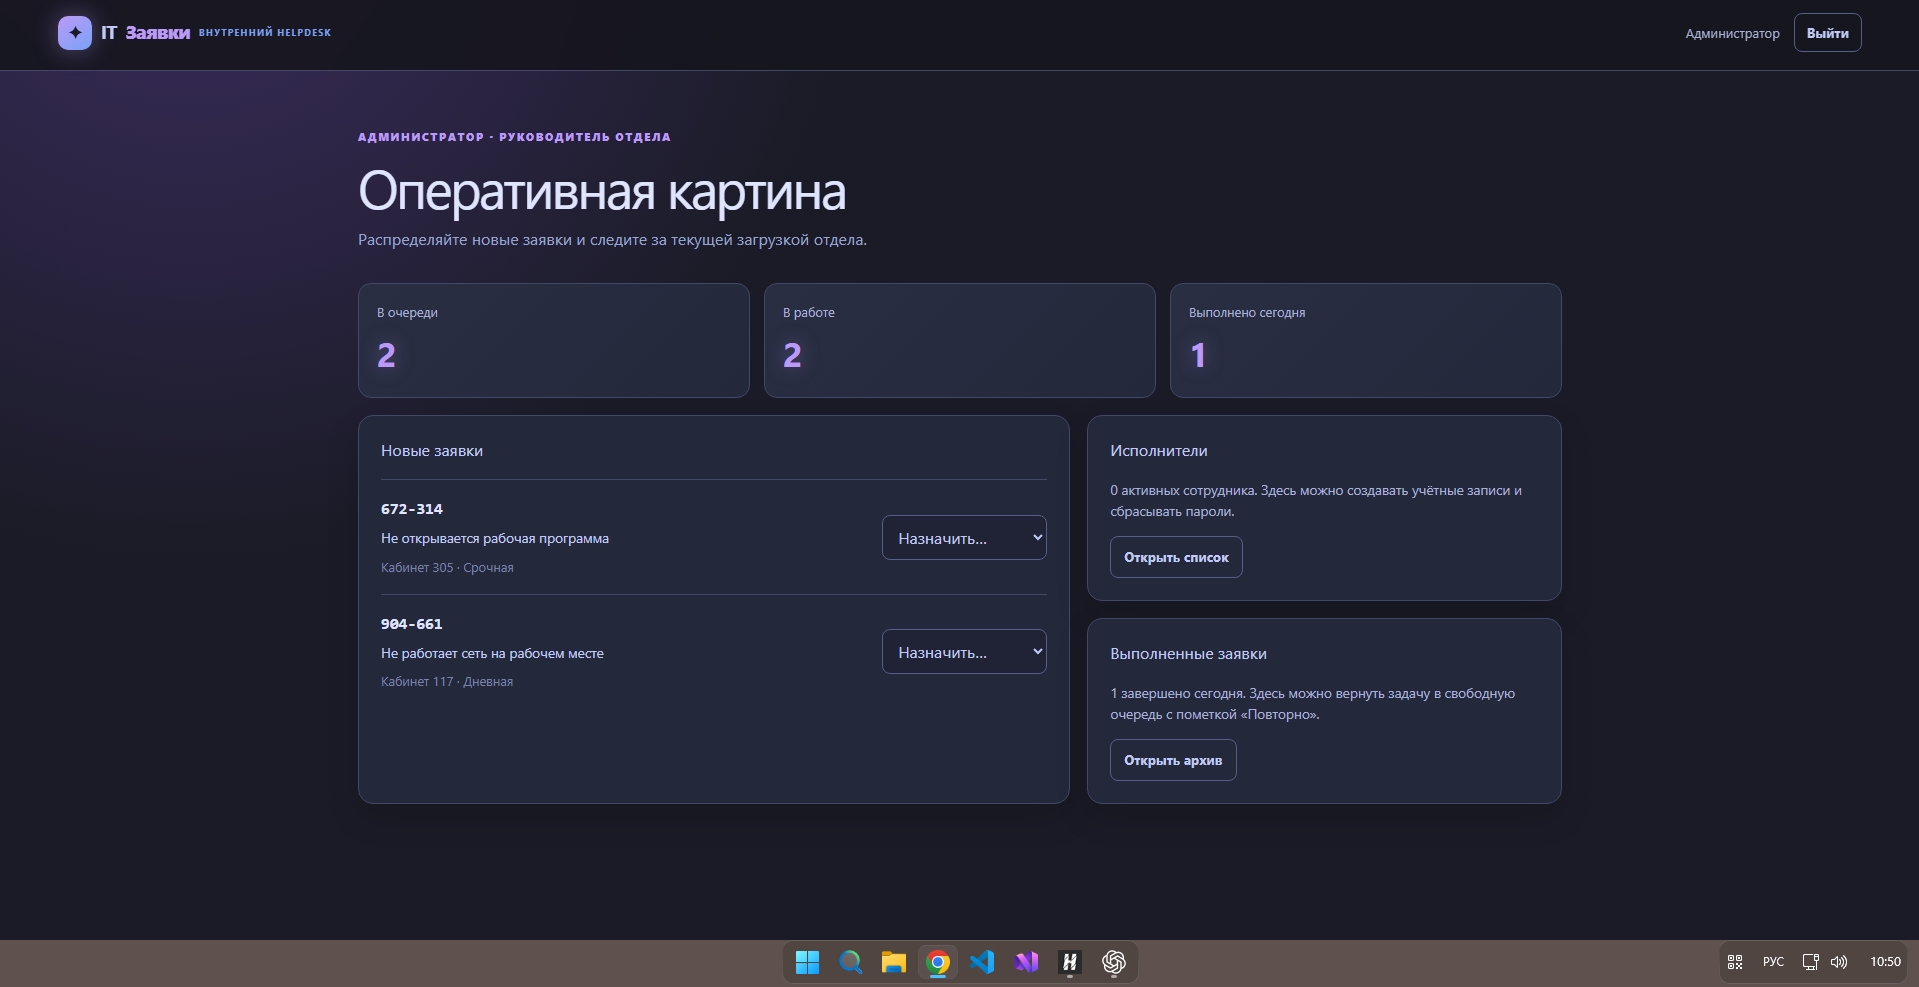 IT Заявки ВНУТРЕННИЙ HELPDESK
Администратор
Выйти
АДМИНИСТРАТОР · РУКОВОДИТЕЛЬ ОТДЕЛА
Оперативная картина
Распределяйте новые заявки и следите за текущей загрузкой отдела.
В очереди
2
В работе
2
Выполнено сегодня
1
Новые заявки
672-314
Не открывается рабочая программа
Кабинет 305 · Срочная
Назначить...
904-661
Не работает сеть на рабочем месте
Кабинет 117 · Дневная
Назначить...
Исполнители
0 активных сотрудника. Здесь можно создавать учётные записи и
сбрасывать пароли.
Открыть список
Выполненные заявки
1 завершено сегодня. Здесь можно вернуть задачу в свободную
очередь с пометкой «Повторно».
Открыть архив
РУС
10:50